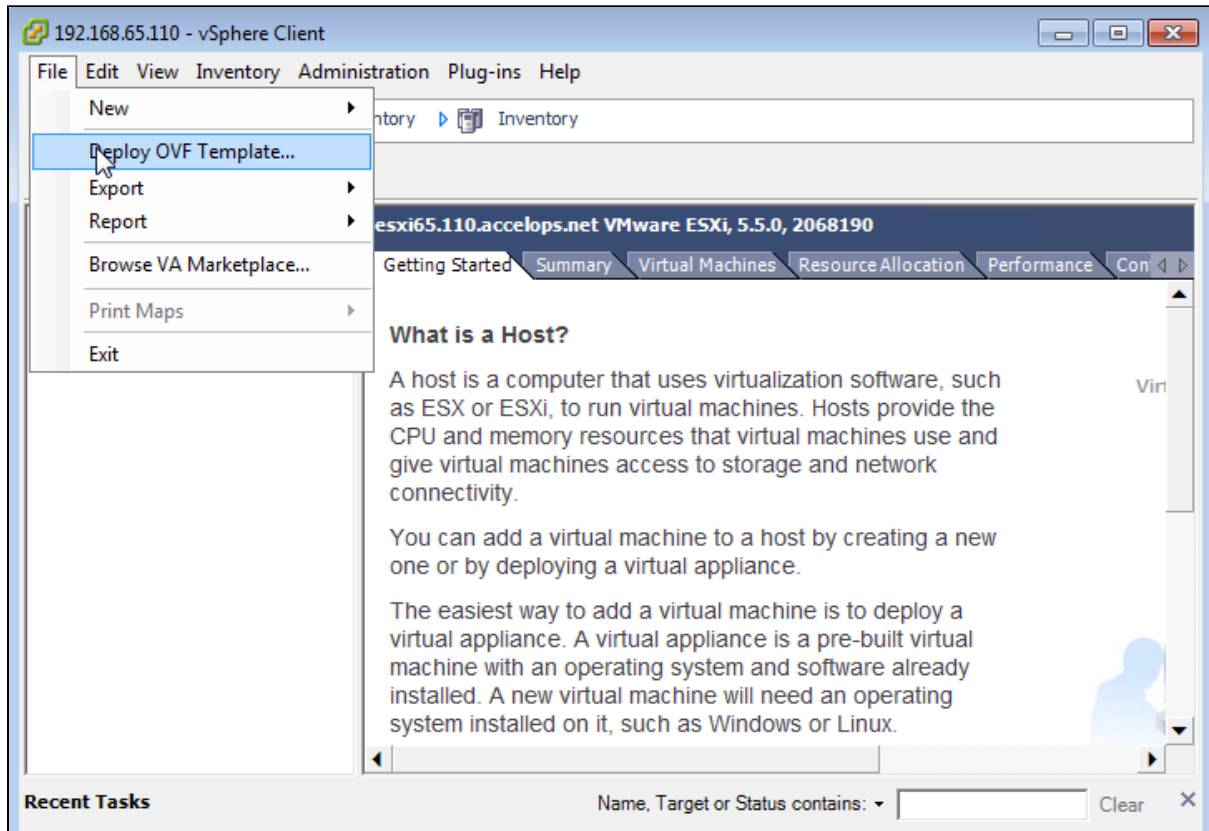 192.168.65.110 - vSphere Client
File Edit View Inventory Administration Plug-ins Help
New
ntory Inventory
Deploy OVF Template...
Export
Report
Browse VA Marketplace...
Print Maps
Exit
esxi65.110.accelops.net VMware ESXi, 5.5.0, 2068190
Getting Started Summary Virtual Machines Resource Allocation Performance Con
What is a Host?
A host is a computer that uses virtualization software, such
as ESX or ESXi, to run virtual machines. Hosts provide the
CPU and memory resources that virtual machines use and
give virtual machines access to storage and network
connectivity.
You can add a virtual machine to a host by creating a new
one or by deploying a virtual appliance.
The easiest way to add a virtual machine is to deploy a
virtual appliance. A virtual appliance is a pre-built virtual
machine with an operating system and software already
installed. A new virtual machine will need an operating
system installed on it, such as Windows or Linux.
Virt
Recent Tasks
Name, Target or Status contains: Clear